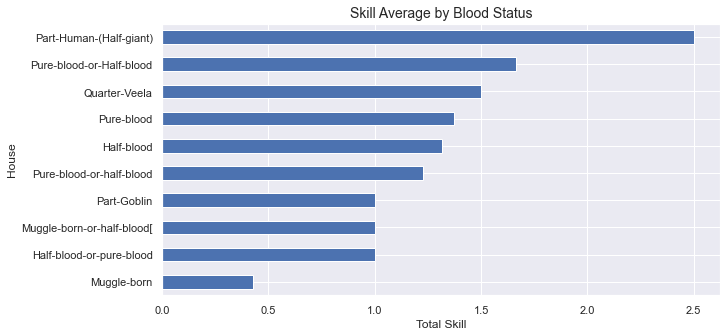 Skill Average by Blood Status
Part-Human-(Half-giant)
Pure-blood-or-Half-blood
Quarter-Veela
Pure-blood
Half-blood
Pure-blood-or-half-blood
Part-Goblin
Muggle-born-or-half-blood[
Half-blood-or-pure-blood
Muggle-born
House
0.0 0.5 1.0 1.5 2.0 2.5
Total Skill